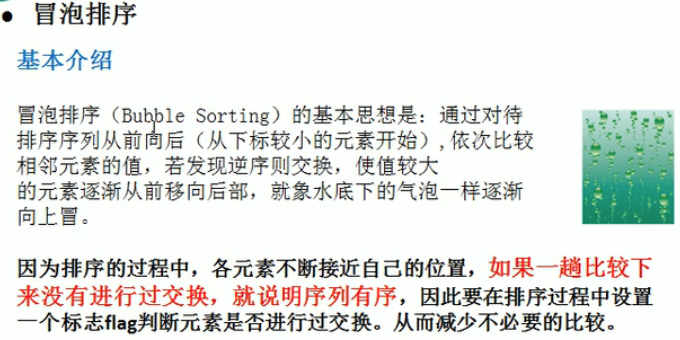 ● 冒泡排序
基本介绍
冒泡排序（Bubble Sorting）的基本思想是：通过对待
排序序列从前向后（从下标较小的元素开始）,依次比较
相邻元素的值，若发现逆序则交换，使值较大
的元素逐渐从前移向后部，就象水底下的气泡一样逐渐
向上冒。
因为排序的过程中，各元素不断接近自己的位置，如果一趟比较下
来没有进行过交换，就说明序列有序，因此要在排序过程中设置
一个标志flag判断元素是否进行过交换。从而减少不必要的比较。